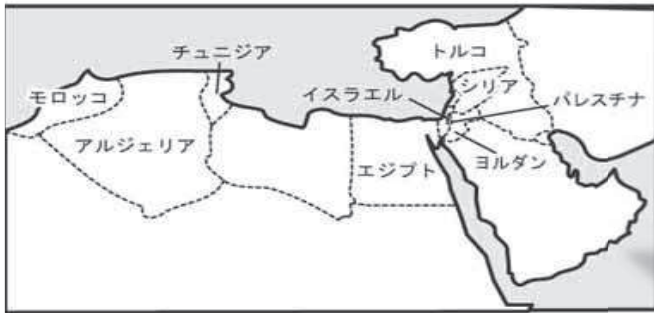 チュニジア
トルコ
モロッコ
イスラエル
シリア
パレスチナ
アルジェリア
エジプト
ヨルダン